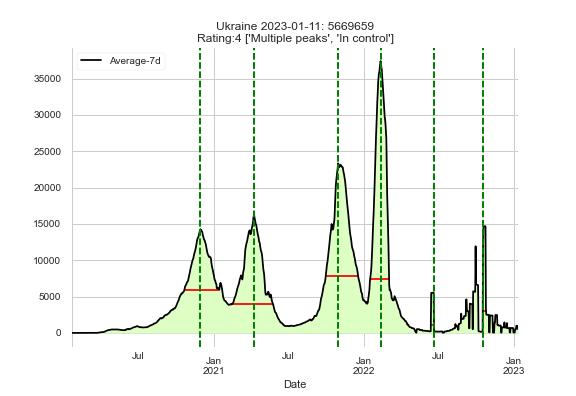 Ukraine 2023-01-11: 5669659
Rating:4 ['Multiple peaks', 'In control']
Average-7d
35000
30000
25000
20000
15000
10000
5000
0
Jul
Jan
2021
Jul
Jan
2022
Jul
Jan
2023
Date